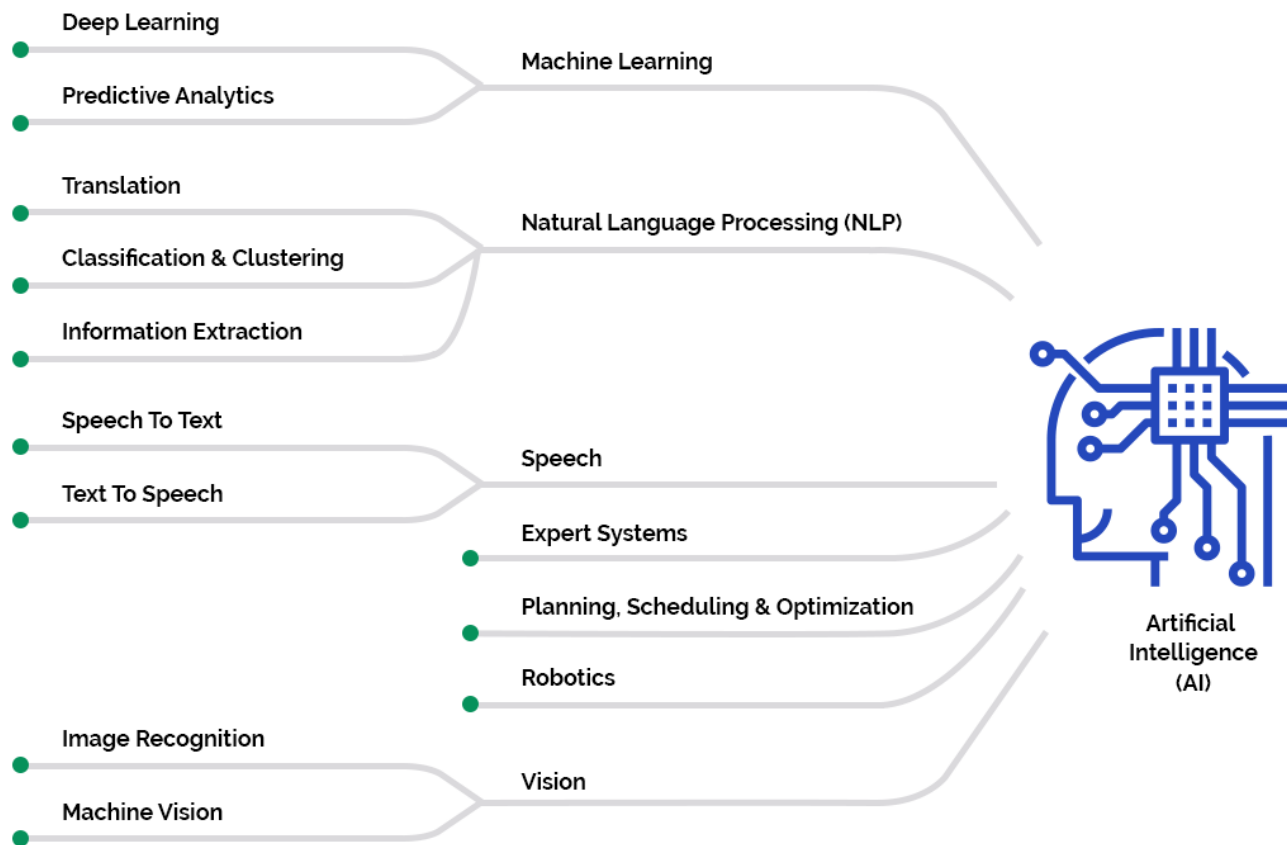 Deep Learning
Machine Learning
Predictive Analytics
Translation
Natural Language Processing (NLP)
Classification & Clustering
Information Extraction
Speech To Text
Speech
Text To Speech
Expert Systems
Planning, Scheduling & Optimization
Robotics
Image Recognition
Vision
Machine Vision
Artificial
Intelligence
(AI)